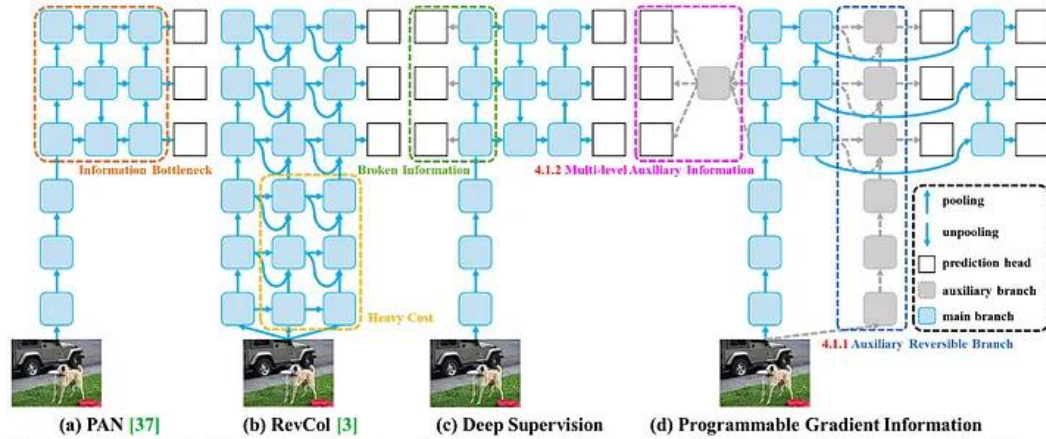 Information Bottleneck
Broken Information
4.1.2 Multi-level Auxiliary Information
Heavy Cost
pooling
unpooling
prediction head
auxiliary branch
main branch
4.1.1 Auxiliary Reversible Branch
(a) PAN [37]
(b) RevCol [3]
(c) Deep Supervision
(d) Programmable Gradient Information